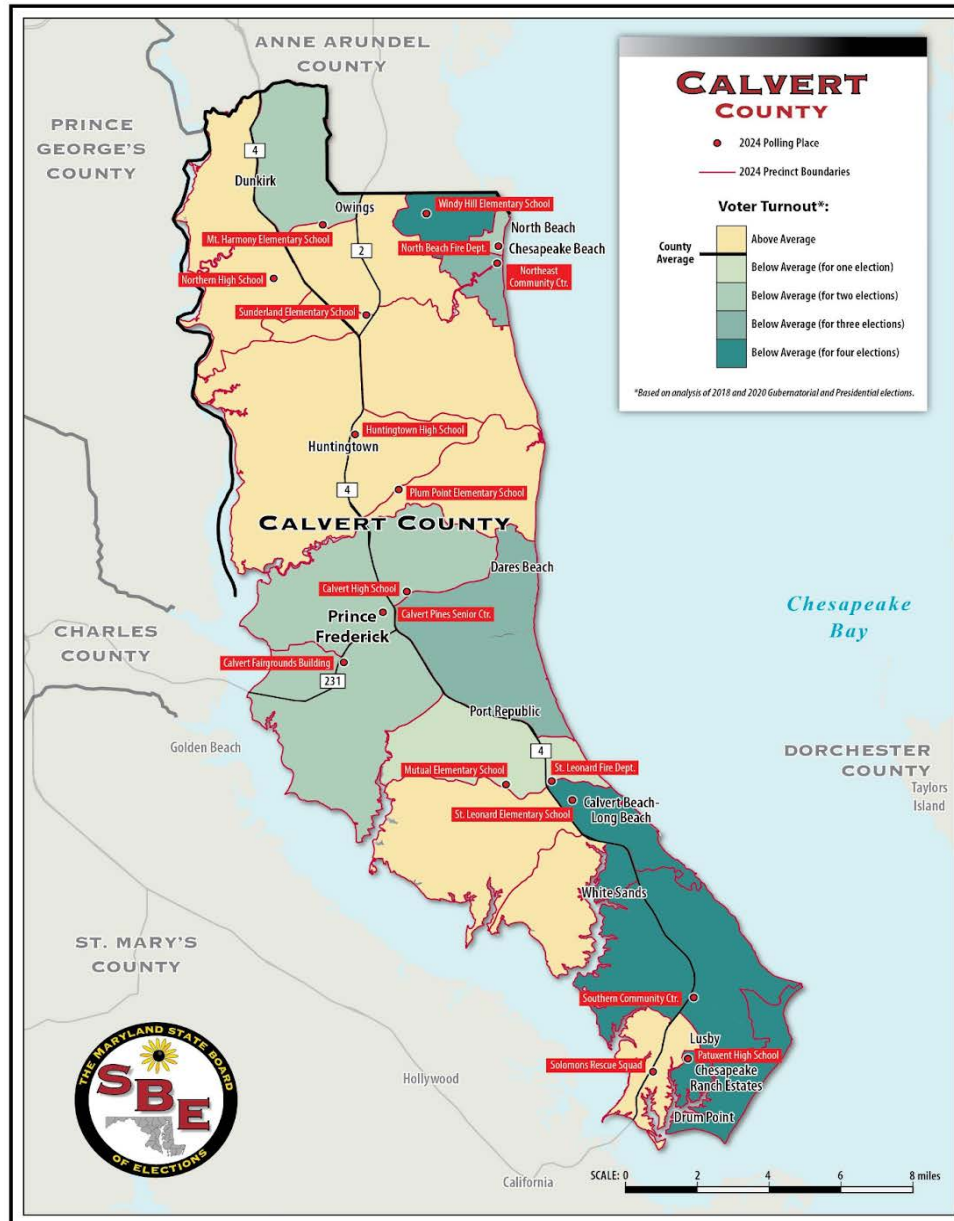 ANNE ARUNDEL
COUNTY
PRINCE
GEORGE'S
COUNTY
CALVERT
COUNTY
2024 Polling Place
2024 Precinct Boundaries
Voter Turnout*:
County
Average
Above Average
Below Average (for one election)
Below Average (for two elections)
Below Average (for three elections)
Below Average (for four elections)
*Based on analysis of 2018 and 2020 Gubernatorial and Presidential elections.
4
Dunkirk
Owings
Windy Hill Elementary School
North Beach
Mt. Harmony Elementary School
2
North Beach Fire Dept.
Chesapeake Beach
Northern High School
Northeast
Community Ctr.
Sunderland Elementary School
Huntingtown High School
Huntingtown
4
Plum Point Elementary School
CALVERT COUNTY
Dares Beach
Calvert High School
Calvert Pines Senior Ctr.
Prince
Frederick
Chesapeake
Bay
CHARLES
COUNTY
Calvert Fairgrounds Building
231
Port Republic
Golden Beach
4
DORCHESTER
COUNTY
Taylors
Island
Mutual Elementary School
St. Leonard Fire Dept.
St. Leonard Elementary School
Calvert Beach-
Long Beach
White Sands
ST. MARY'S
COUNTY
Southern Community Ctr.
Lusby
Patuxent High School
Solomons Rescue Squad
Chesapeake
Ranch Estates
Drum Point
Hollywood
California
THE MARYLAND STATE BOARD
SBE
OF ELECTIONS
SCALE: 0 2 4 6 8 miles